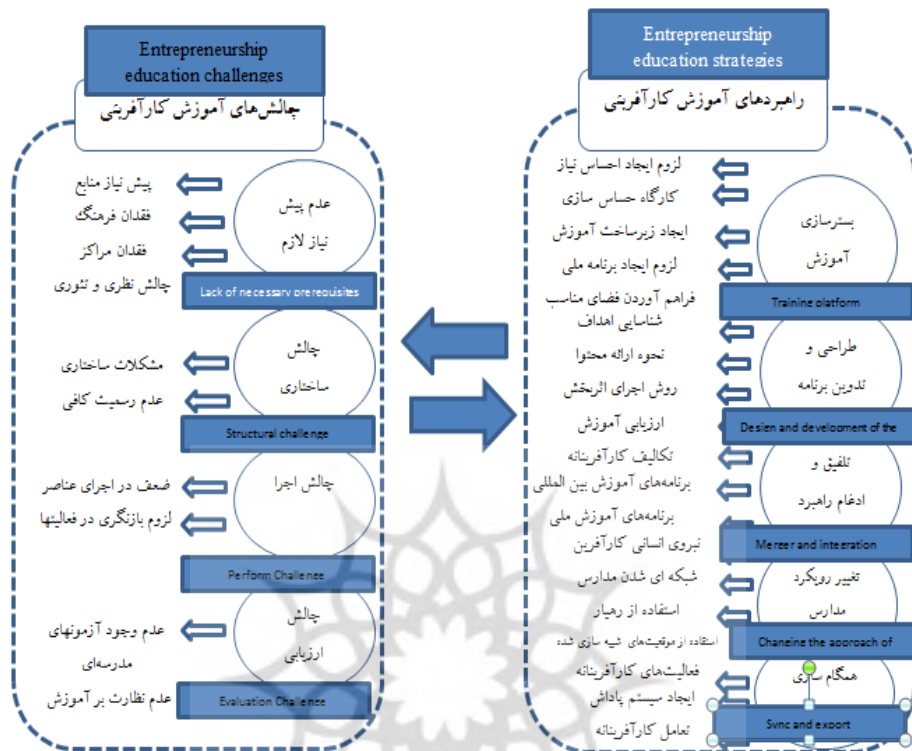 Entrepreneurship
education challenges
چالش‌های آموزش کارآفرینی
پیش نیاز منابع
فقدان فرهنگ
فقدان مراکز
چالش نظری و تئوری
عدم پیش
نیاز لازم
Lack of necessary prerequisites
مشکلات ساختاری
عدم رسمیت کافی
چالش
ساختاری
Structural challenge
ضعف در اجرای عناصر
لزوم بازنگری در فعالیتها
چالش اجرا
Perform Challenge
عدم وجود آزمونهای
مدرسه‌ای
عدم نظارت بر آموزش
چالش
ارزیابی
Evaluation Challenge
Entrepreneurship
education strategies
راهبردهای آموزش کارآفرینی
لزوم ایجاد احساس نیاز
کارگاه حساس سازی
ایجاد زیرساخت آموزش
لزوم ایجاد برنامه ملی
فراهم آوردن فضای مناسب
بسترسازی
آموزش
Training platform
شناسایی اهداف
نحوه ارائه محتوا
روش اجرای اثربخش
ارزیابی آموزش
طراحی و
تدوین برنامه
Design and development of the
تکالیف کارآفرینانه
برنامه‌های آموزش بین المللی
برنامه‌های آموزش ملی
تلفیق و
ادغام راهبرد
Merger and integration
نیروی انسانی کارآفرین
شبکه ای شدن مدارس
استفاده از رهیار
استفاده از موقعیت‌های شبیه سازی شده
تغییر رویکرد
مدارس
Changing the approach of
فعالیت‌های کارآفرینانه
ایجاد سیستم پاداش
تعامل کارآفرینانه
همگام سازی
Sync and export